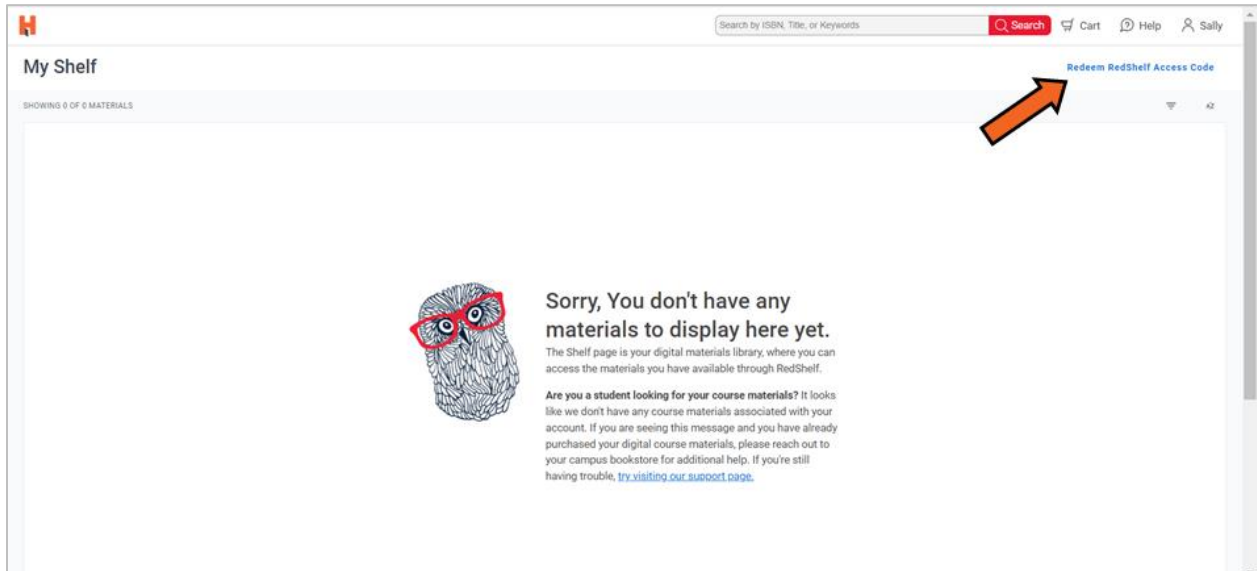 H
Search by ISBN, Title, or Keywords
Search
Cart
Help
Sally
My Shelf
Redeem RedShelf Access Code
SHOWING 0 OF 0 MATERIALS
AZ
Sorry, You don't have any
materials to display here yet.
The Shelf page is your digital materials library, where you can
access the materials you have available through RedShelf.
Are you a student looking for your course materials? It looks
like we don't have any course materials associated with your
account. If you are seeing this message and you have already
purchased your digital course materials, please reach out to
your campus bookstore for additional help. If you're still
having trouble, try visiting our support page.